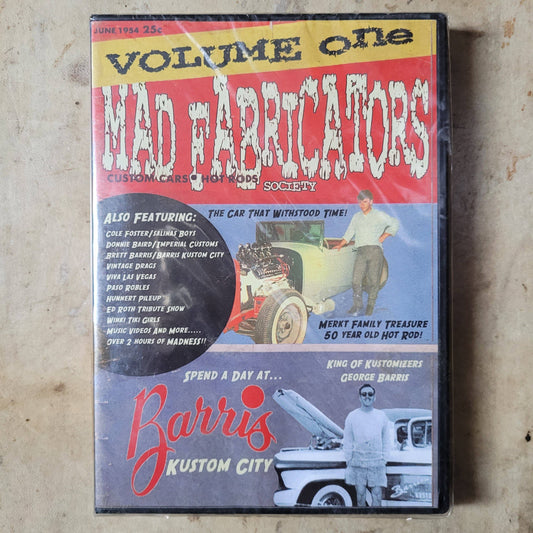 JUNE 1954 25¢
VOLUME One
MAD FABRICATORS
CUSTOM CARS • HOT RODS
SOCIETY
ALSO FEATURING:
COLE FOSTER/SALINAS BOYS
DONNIE BAIRD/IMPERIAL CUSTOMS
BRETT BARRIS/BARRIS KUSTOM CITY
VINTAGE DRAGS
VIVA LAS VEGAS
PASO ROBLES
HUNNERT PILEUP
ED ROTH TRIBUTE SHOW
WINKI TIKI GIRLS
MUSIC VIDEOS AND MORE.....
OVER 2 HOURS OF MADNESS!!
THE CAR THAT WITHSTOOD TIME!
MERKT FAMILY TREASURE
50 YEAR OLD HOT ROD!
SPEND A DAY AT...
Barris
KUSTOM CITY
KING OF KUSTOMIZERS
GEORGE BARRIS